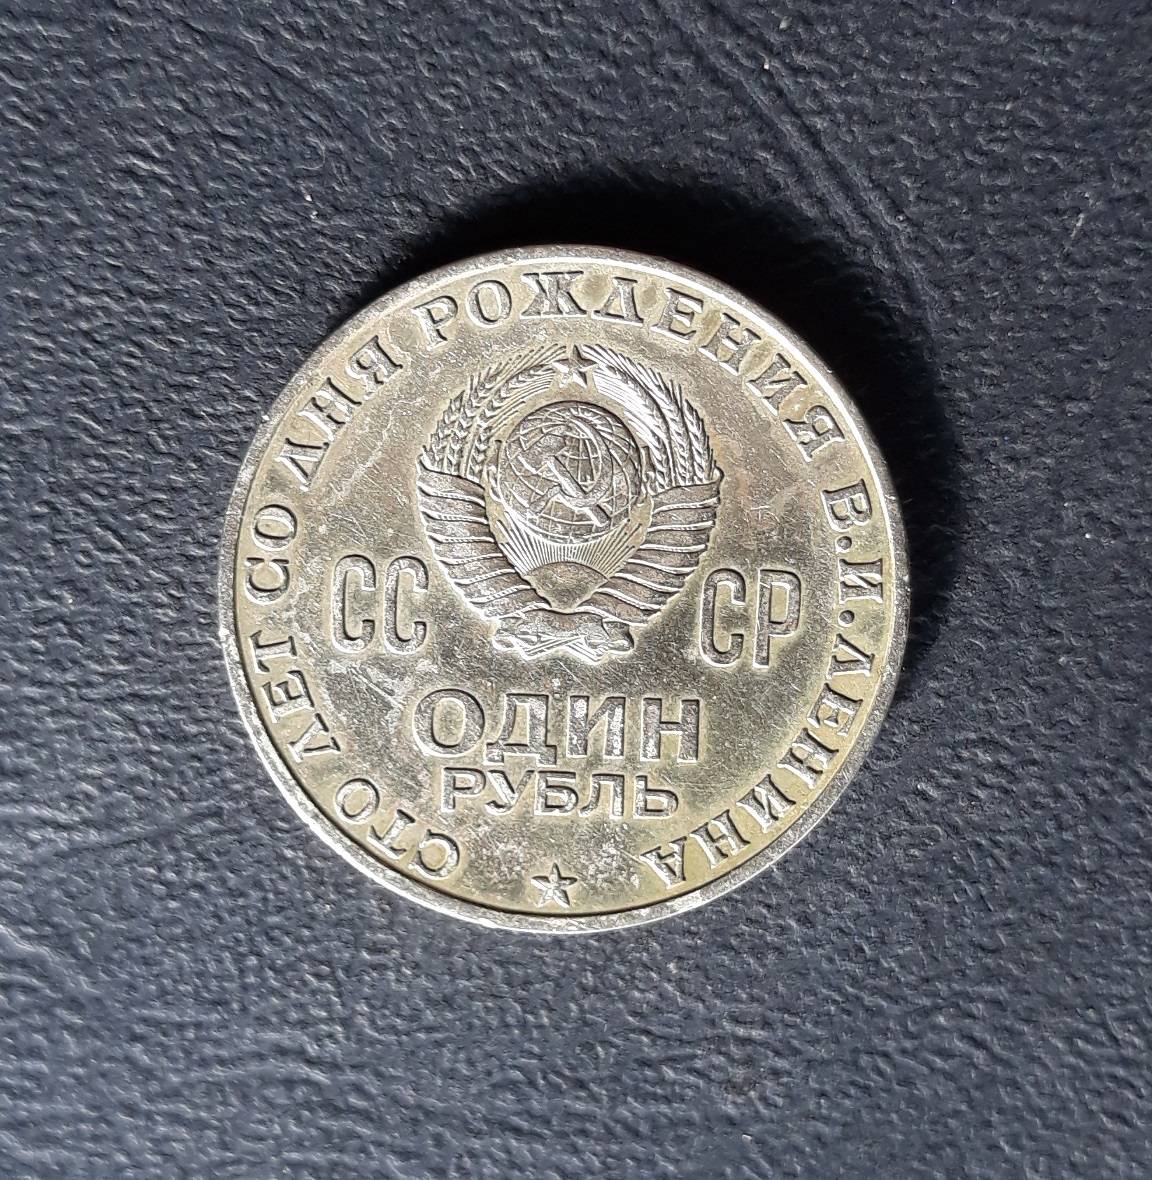 СТО ЛЕТ СО ДНЯ РОЖДЕНИЯ В.И.ЛЕНИНА
СС СР
ОДИН
РУБЛЬ